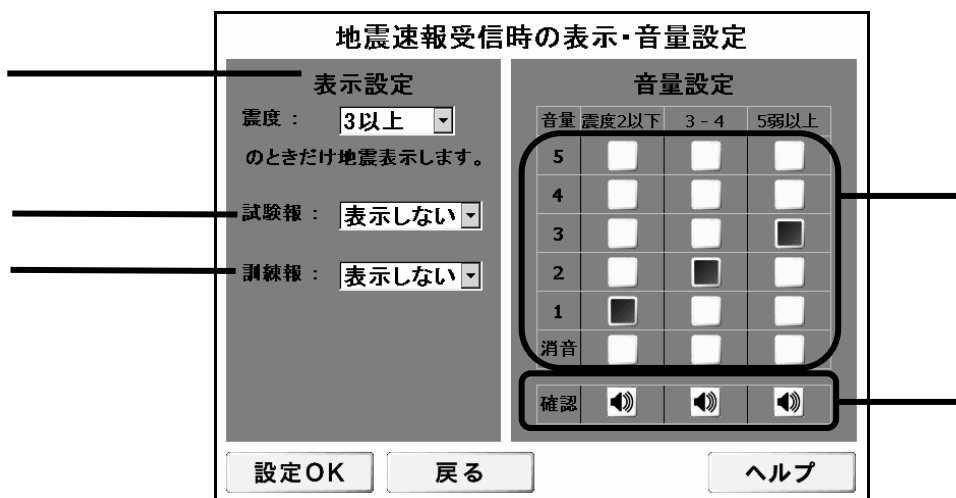 地震速報受信時の表示・音量設定
表示設定
震度： 3以上
のときだけ地震表示します。
試験報： 表示しない
訓練報： 表示しない
音量設定
音量 震度2以下 3 - 4 5弱以上
5
4
3
2
1
消音
確認
設定OK 戻る ヘルプ